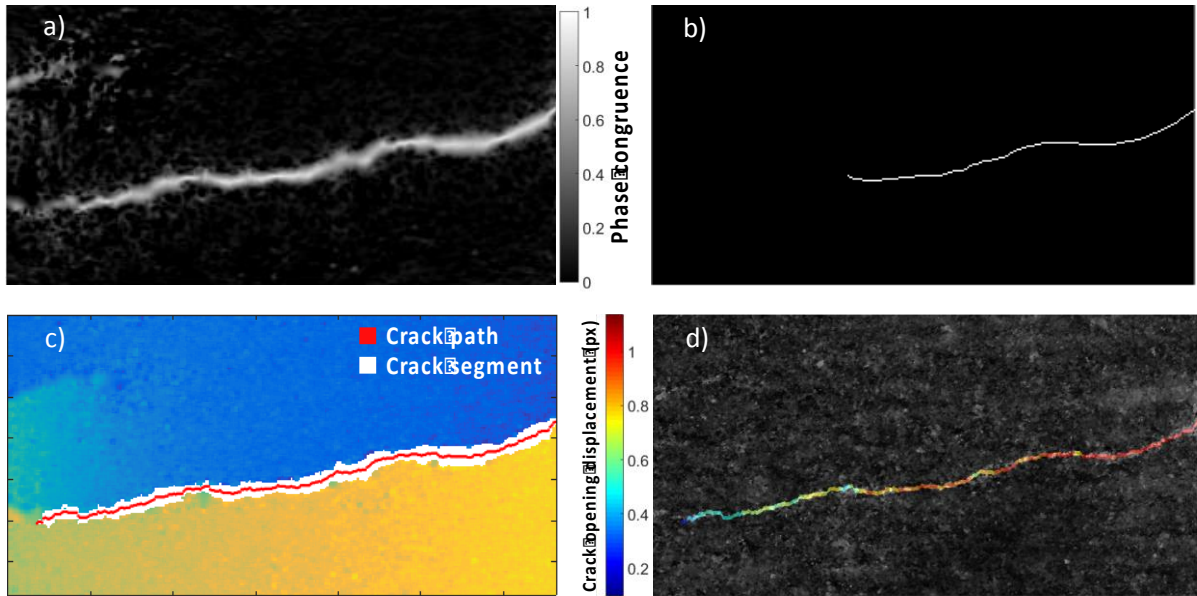 a)
1
0.8
0.6
0.4
0.2
0
Phase congruence
b)
c)
Crack path
Crack segment
Crack opening displacement (px)
1
0.8
0.6
0.4
0.2
d)